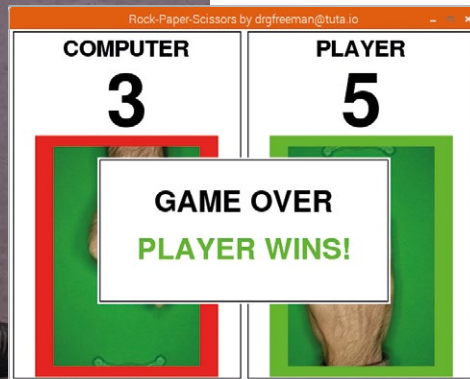 Rock-Paper-Scissors by drgfreeman@tuta.io
COMPUTER
PLAYER
3
5
GAME OVER
PLAYER WINS!